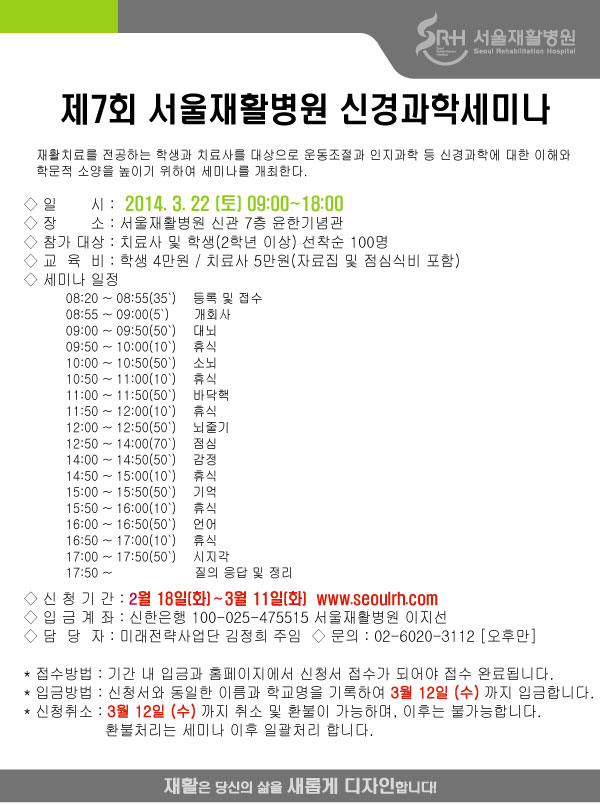 SRH 서울재활병원
Seoul Rehabilitation Hospital
제7회 서울재활병원 신경과학세미나
재활치료를 전공하는 학생과 치료사를 대상으로 운동조절과 인지과학 등 신경과학에 대한 이해와
학문적 소양을 높이기 위하여 세미나를 개최한다.
◇ 일 시 : 2014. 3. 22 (토) 09:00~18:00
◇ 장 소 : 서울재활병원 신관 7층 윤한기념관
◇ 참가 대상 : 치료사 및 학생(2학년 이상) 선착순 100명
◇ 교 육 비 : 학생 4만원 / 치료사 5만원(자료집 및 점심식비 포함)
◇ 세미나 일정
08:20 ~ 08:55(35`) 등록 및 접수
08:55 ~ 09:00(5`) 개회사
09:00 ~ 09:50(50`) 대뇌
09:50 ~ 10:00(10`) 휴식
10:00 ~ 10:50(50`) 소뇌
10:50 ~ 11:00(10`) 휴식
11:00 ~ 11:50(50`) 바닥핵
11:50 ~ 12:00(10`) 휴식
12:00 ~ 12:50(50`) 뇌줄기
12:50 ~ 14:00(70`) 점심
14:00 ~ 14:50(50`) 감정
14:50 ~ 15:00(10`) 휴식
15:00 ~ 15:50(50`) 기억
15:50 ~ 16:00(10`) 휴식
16:00 ~ 16:50(50`) 언어
16:50 ~ 17:00(10`) 휴식
17:00 ~ 17:50(50`) 시지각
17:50 ~ 질의 응답 및 정리
◇ 신 청 기 간 : 2월 18일(화)~3월 11일(화) www.seoulrh.com
◇ 입 금 계 좌 : 신한은행 100-025-475515 서울재활병원 이지선
◇ 담 당 자 : 미래전략사업단 김정희 주임 ◇ 문의 : 02-6020-3112 [오후만]
* 접수방법 : 기간 내 입금과 홈페이지에서 신청서 접수가 되어야 접수 완료됩니다.
* 입금방법 : 신청서와 동일한 이름과 학교명을 기록하여 3월 12일 (수) 까지 입금합니다.
* 신청취소 : 3월 12일 (수) 까지 취소 및 환불이 가능하며, 이후는 불가능합니다.
환불처리는 세미나 이후 일괄처리 합니다.
재활은 당신의 삶을 새롭게 디자인합니다!